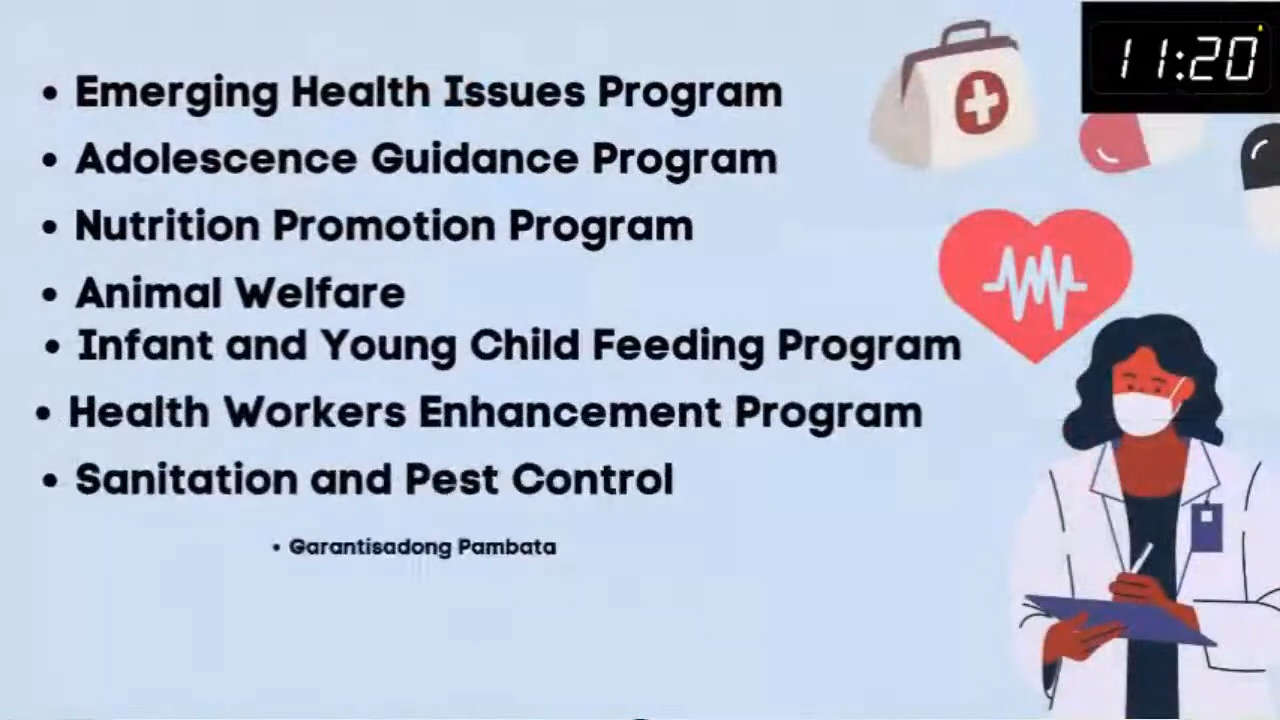 11:20
• Emerging Health Issues Program
• Adolescence Guidance Program
• Nutrition Promotion Program
• Animal Welfare
• Infant and Young Child Feeding Program
• Health Workers Enhancement Program
• Sanitation and Pest Control
• Garantisadong Pambata